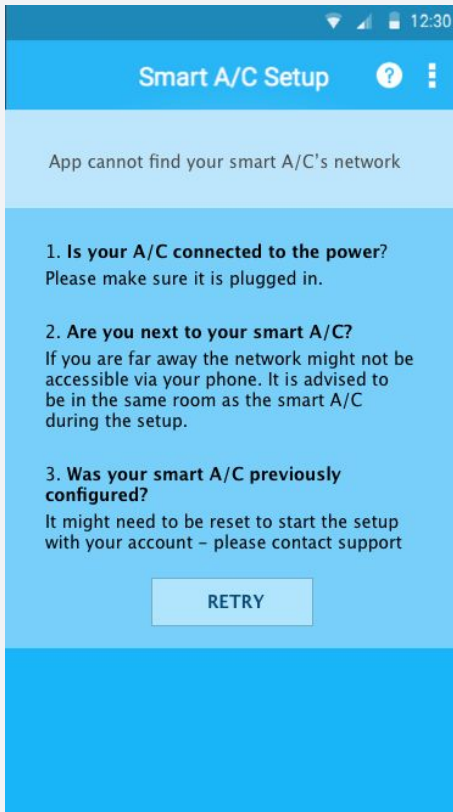 12:30
Smart A/C Setup ?
App cannot find your smart A/C's network
1. Is your A/C connected to the power?
Please make sure it is plugged in.
2. Are you next to your smart A/C?
If you are far away the network might not be
accessible via your phone. It is advised to
be in the same room as the smart A/C
during the setup.
3. Was your smart A/C previously
configured?
It might need to be reset to start the setup
with your account – please contact support
RETRY